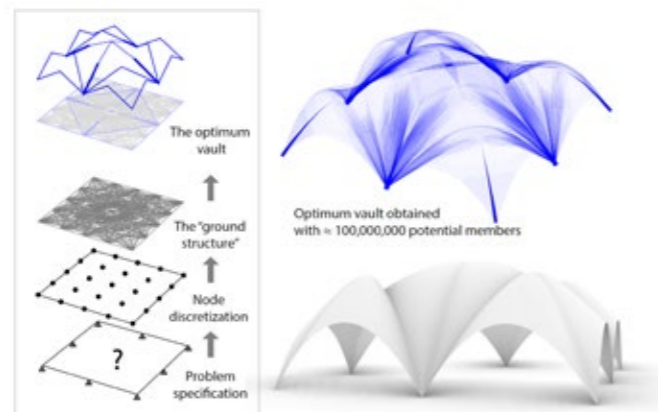 The optimum
vault
The "ground
structure"
Node
discretization
?
Problem
specification
Optimum vault obtained
with ≈ 100,000,000 potential members